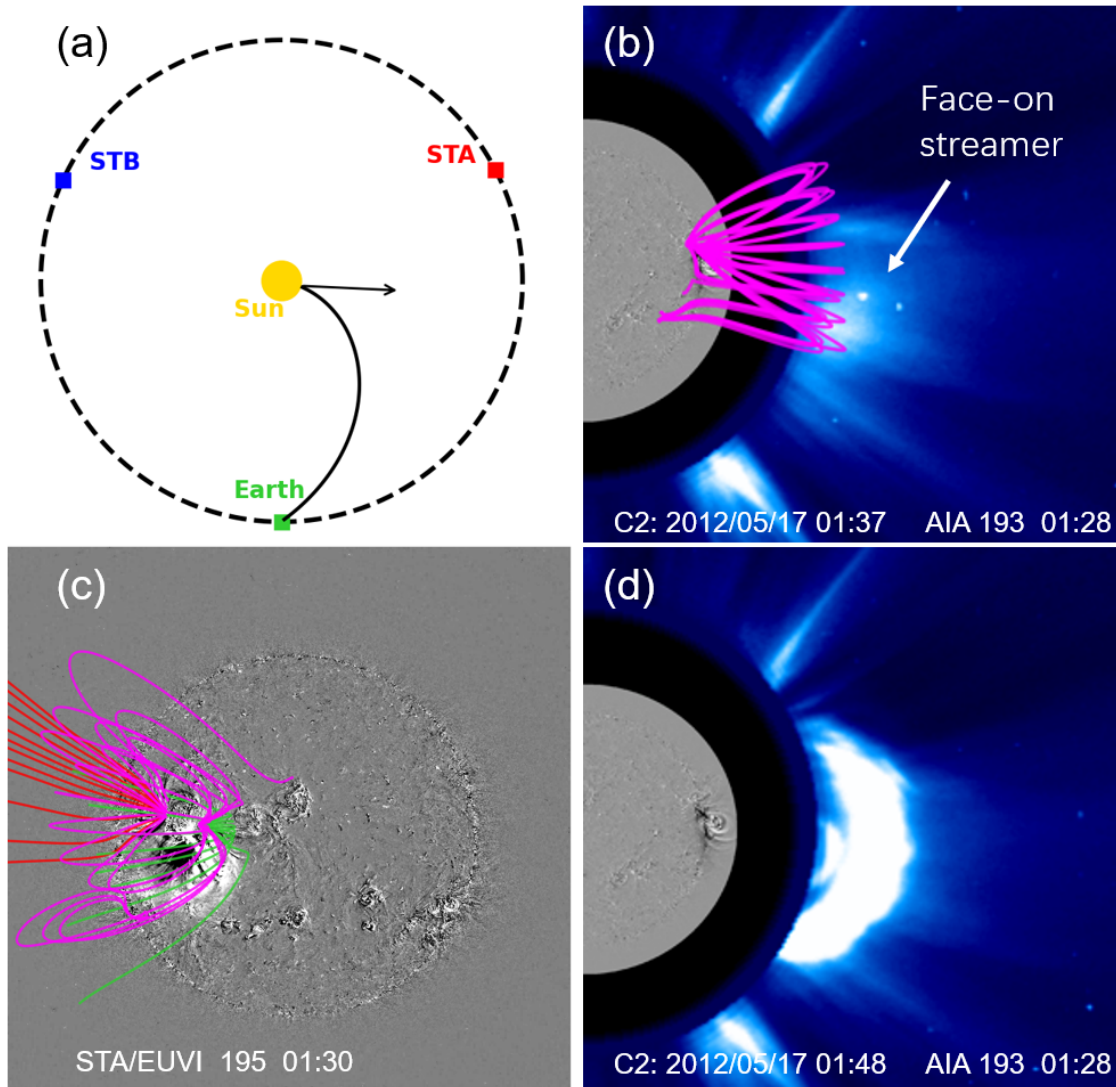 (a)
STB
STA
Sun
Earth
(b)
Face-on
streamer
C2: 2012/05/17 01:37 AIA 193 01:28
(c)
STA/EUVI 195 01:30
(d)
C2: 2012/05/17 01:48 AIA 193 01:28